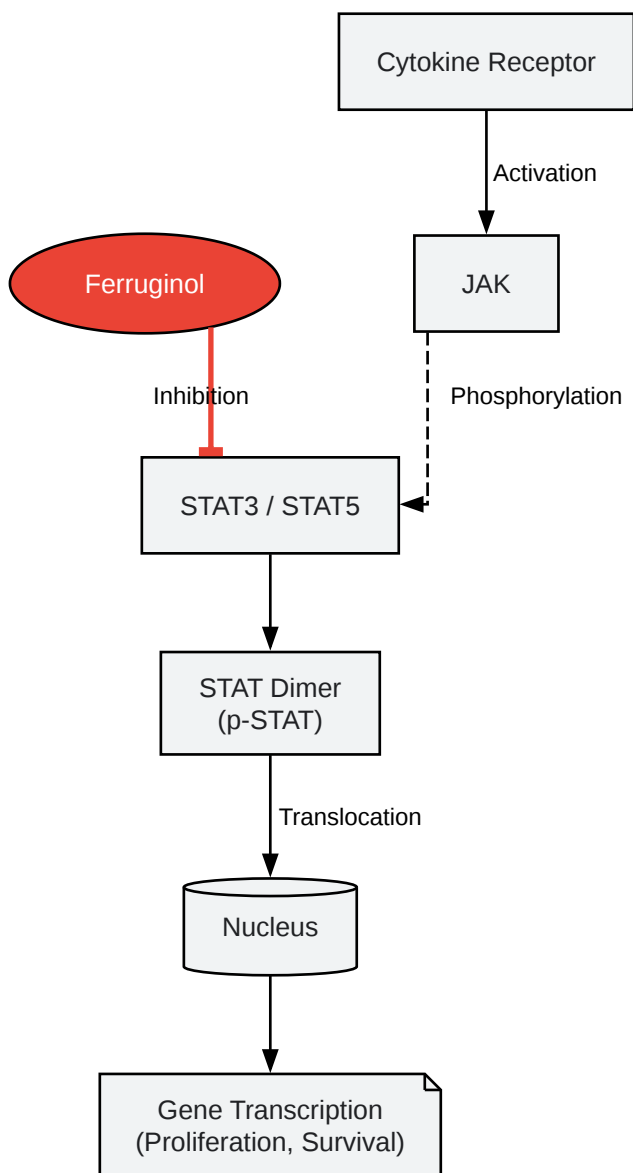 Cytokine Receptor
Activation
Ferruginol
JAK
Inhibition
Phosphorylation
STAT3 / STAT5
STAT Dimer
(p-STAT)
Translocation
Nucleus
Gene Transcription
(Proliferation, Survival)